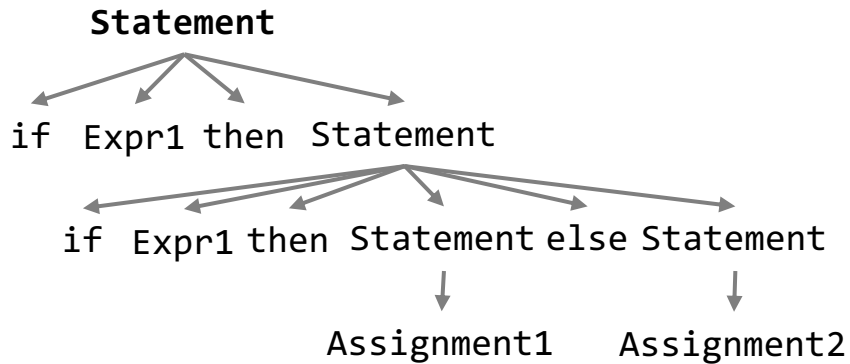 Statement
if Expr1 then Statement
if Expr1 then Statement else Statement
Assignment1 Assignment2